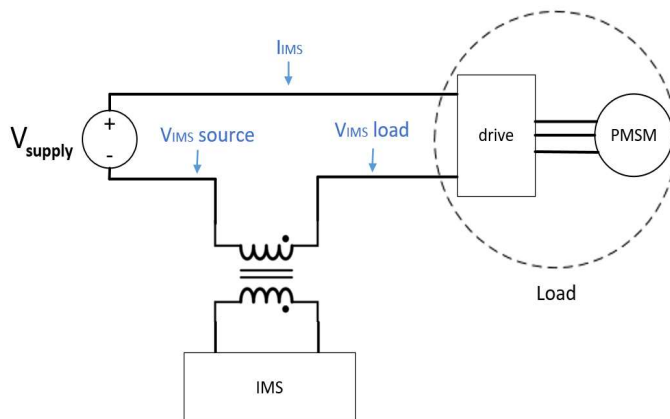 IIMS
VIMS source
VIMS load
+
-
Vsupply
drive
PMSM
Load
IMS